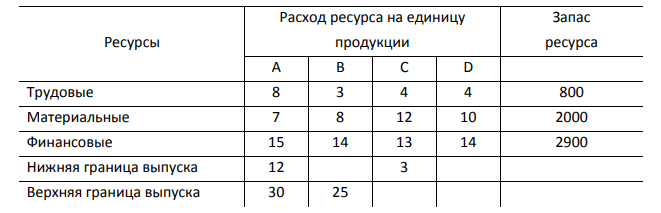 Ресурсы Расход ресурса на единицу продукции Запас ресурса
A B C D
Трудовые 8 3 4 4 800
Материальные 7 8 12 10 2000
Финансовые 15 14 13 14 2900
Нижняя граница выпуска 12 3
Верхняя граница выпуска 30 25